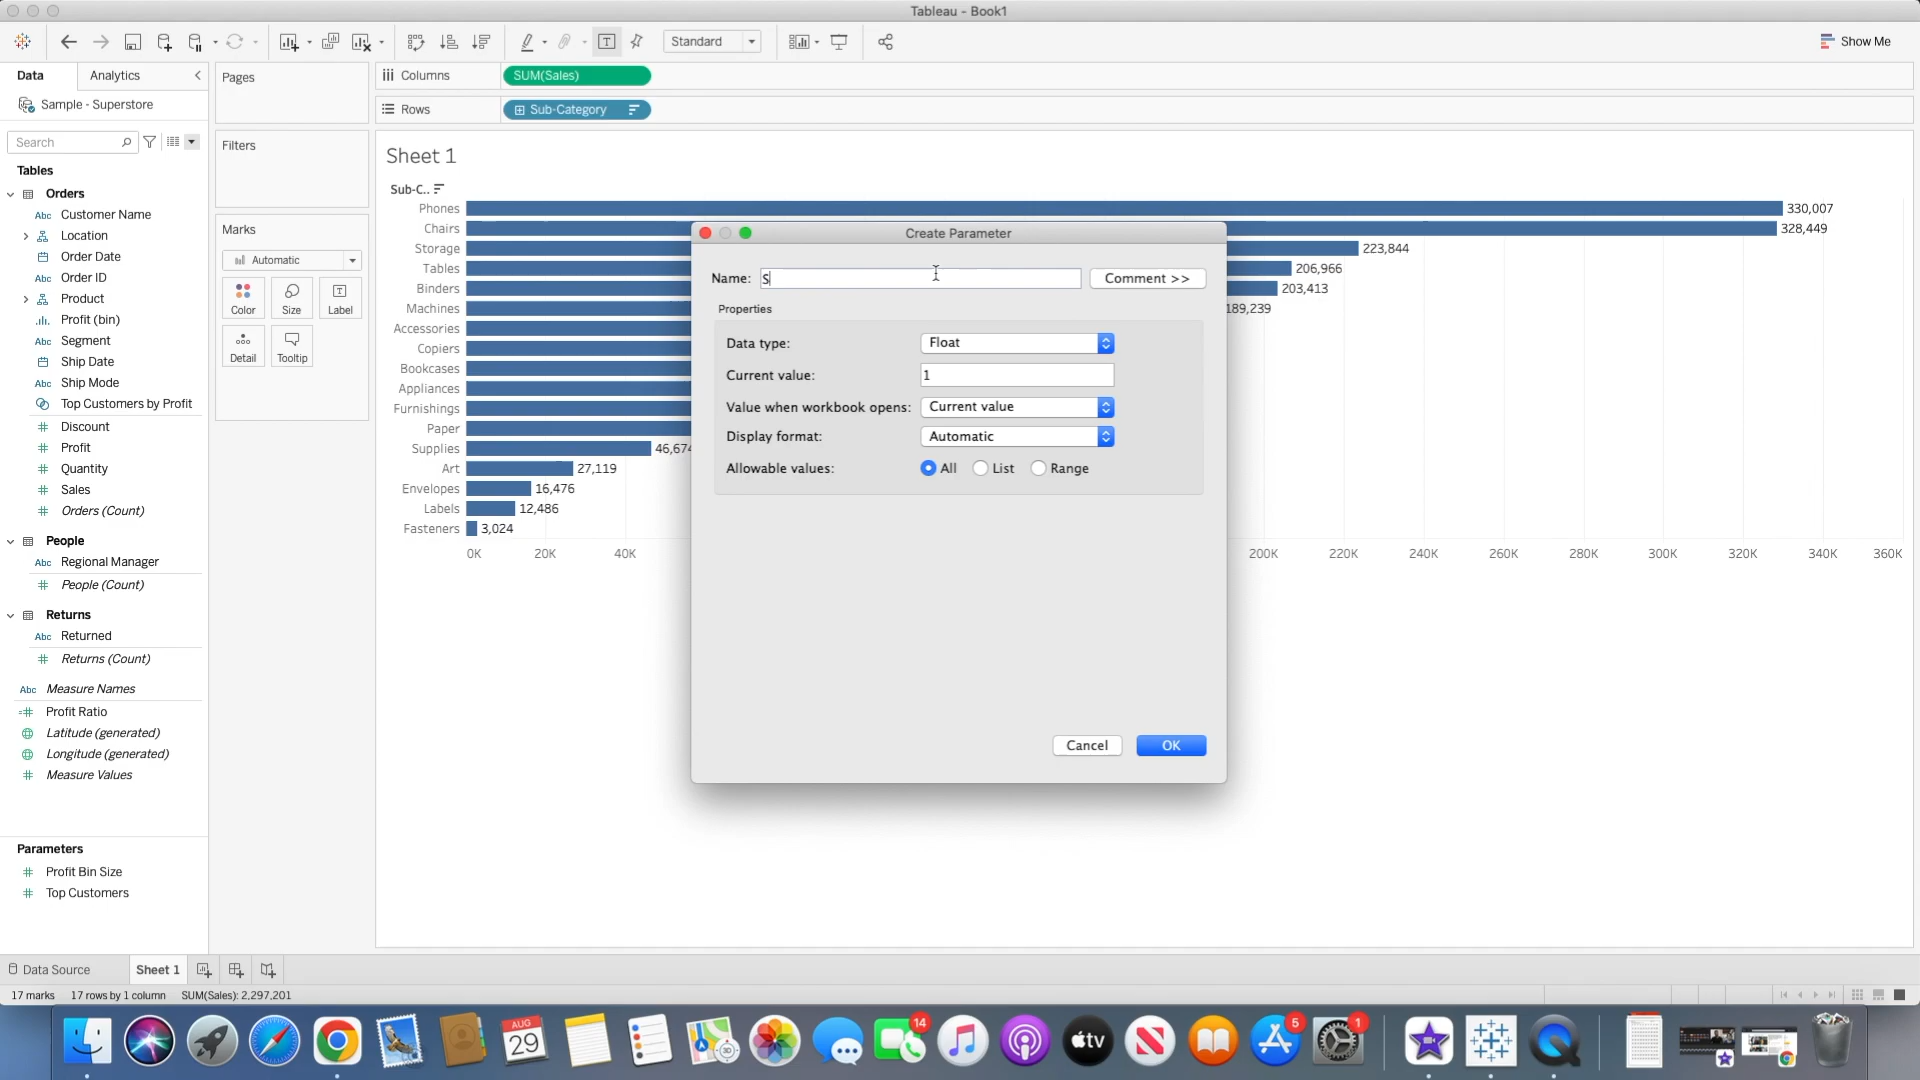 Tableau - Book1
Standard
Show Me
Data
Analytics
Pages
Columns
SUM(Sales)
Sample - Superstore
Rows
Sub-Category
Search
Filters
Sheet 1
Tables
Sub-C..
Orders
Customer Name
Location
Order Date
Order ID
Product
Profit (bin)
Segment
Ship Date
Ship Mode
Top Customers by Profit
Discount
Profit
Quantity
Sales
Orders (Count)
People
Regional Manager
People (Count)
Returns
Returned
Returns (Count)
Measure Names
Profit Ratio
Latitude (generated)
Longitude (generated)
Measure Values
Parameters
Profit Bin Size
Top Customers
Marks
Automatic
Color
Size
Label
Detail
Tooltip
Phones 330,007
Chairs 328,449
Storage 223,844
Tables 206,966
Binders 203,413
Machines 189,239
Accessories
Copiers
Bookcases
Appliances
Furnishings
Paper
Supplies 46,674
Art 27,119
Envelopes 16,476
Labels 12,486
Fasteners 3,024
0K 20K 40K 200K 220K 240K 260K 280K 300K 320K 340K 360K
Create Parameter
Name: S
Comment >>
Properties
Data type: Float
Current value: 1
Value when workbook opens: Current value
Display format: Automatic
Allowable values: All List Range
Cancel
OK
Data Source
Sheet 1
17 marks 17 rows by 1 column SUM(Sales): 2,297,201
AUG
29
14
tv
5
1